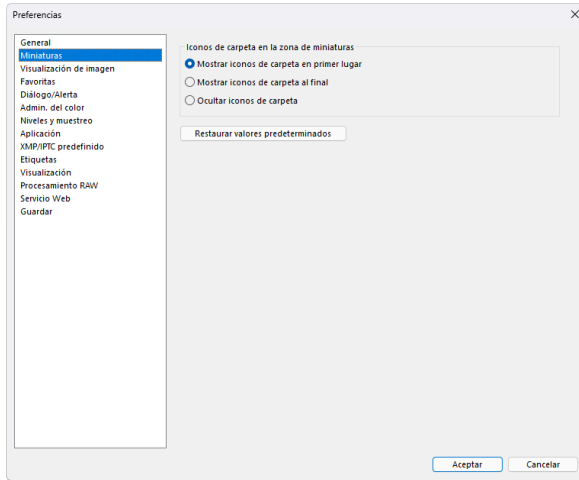 Preferencias
General
Miniaturas
Visualización de imagen
Favoritas
Diálogo/Alerta
Admin. del color
Niveles y muestreo
Aplicación
XMP/IPTC predefinido
Etiquetas
Visualización
Procesamiento RAW
Servicio Web
Guardar
Iconos de carpeta en la zona de miniaturas
Mostrar iconos de carpeta en primer lugar
Mostrar iconos de carpeta al final
Ocultar iconos de carpeta
Restaurar valores predeterminados
Aceptar
Cancelar